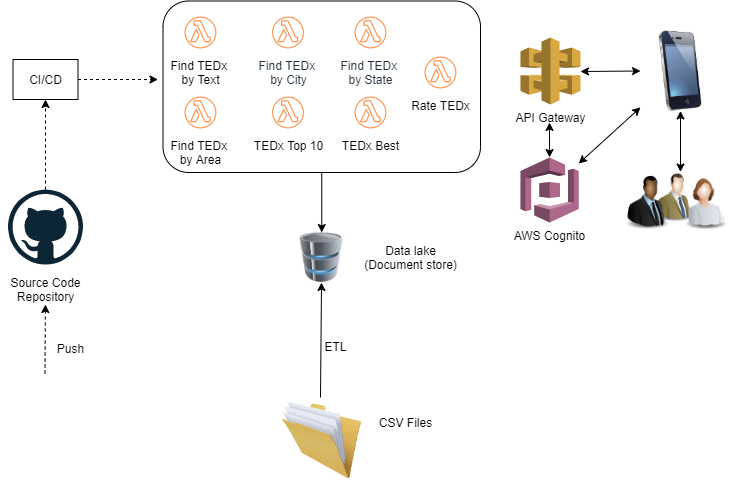 Find TEDx
by Text
Find TEDx
by City
Find TEDx
by State
Rate TEDx
Find TEDx
by Area
TEDx Top 10
TEDx Best
CI/CD
API Gateway
AWS Cognito
Source Code
Repository
Data lake
(Document store)
Push
ETL
CSV Files